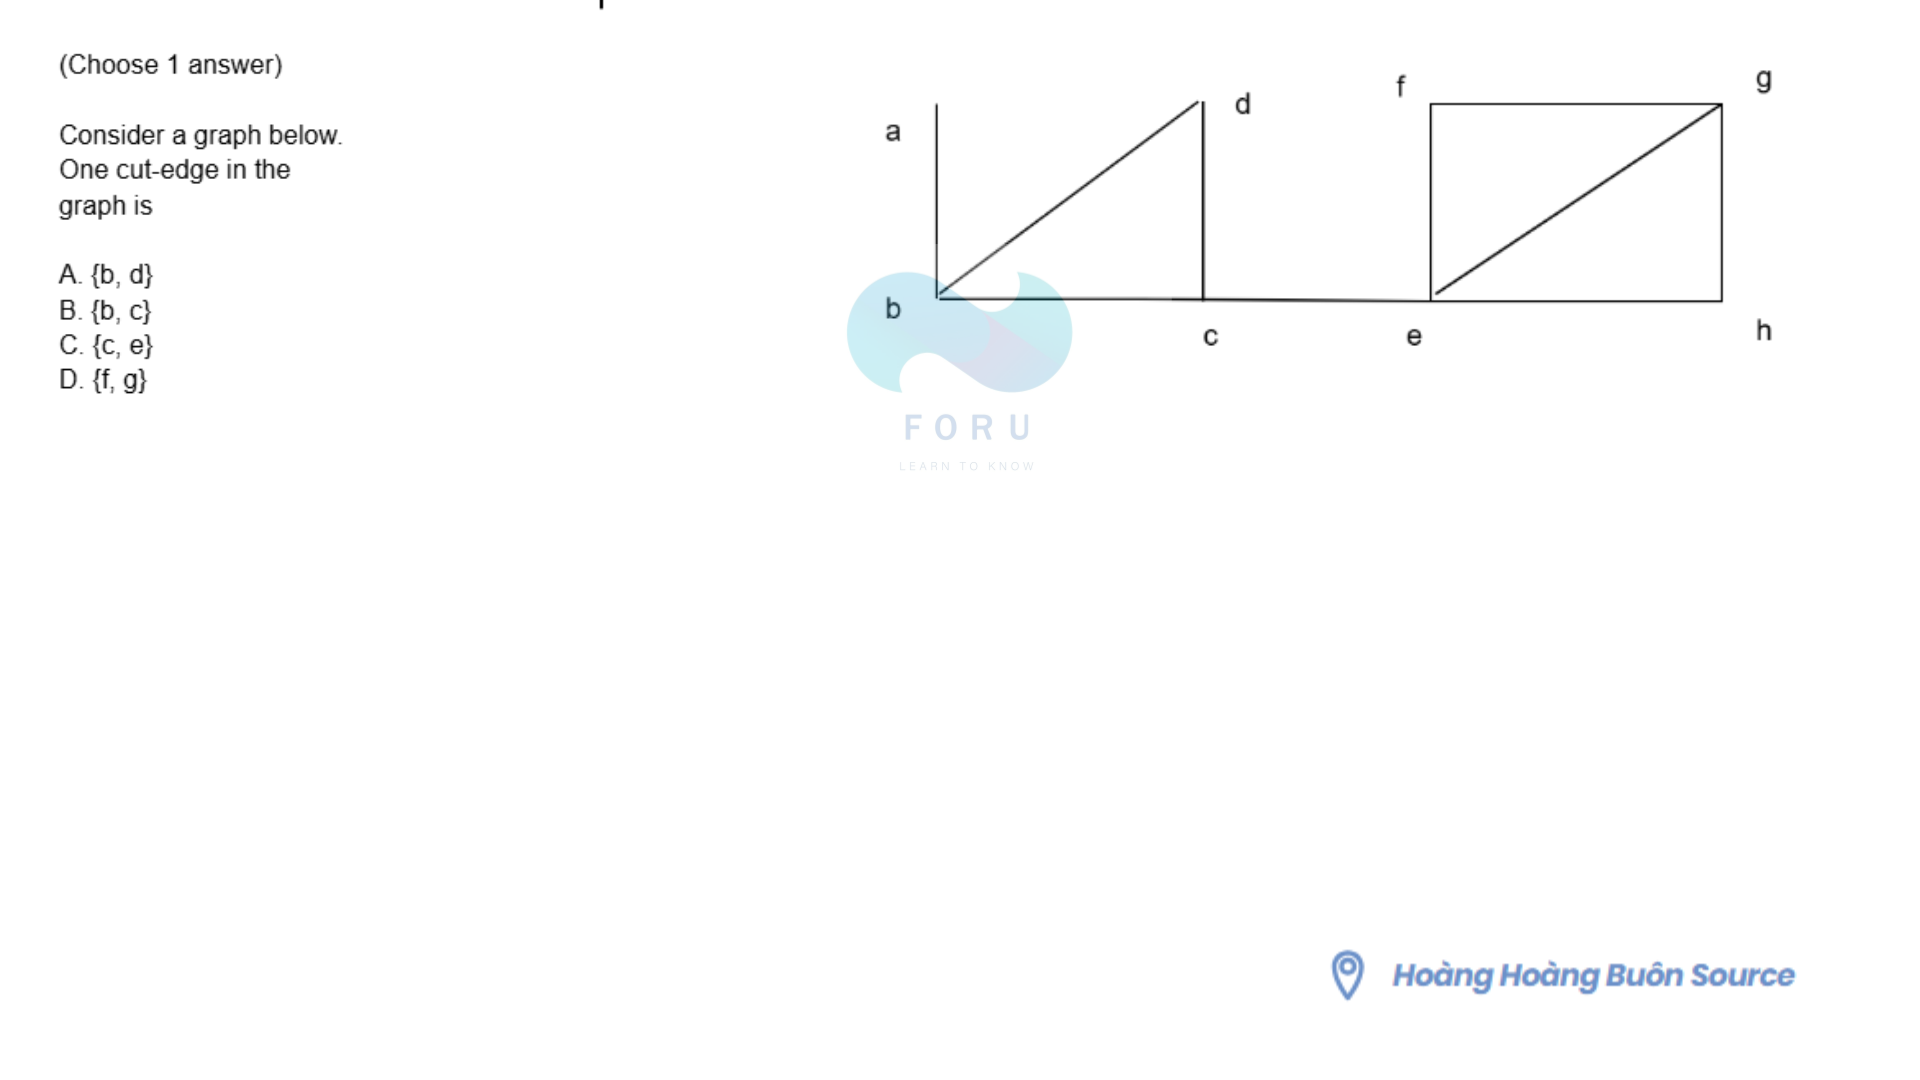 (Choose 1 answer)
Consider a graph below.
One cut-edge in the
graph is
A. {b, d}
B. {b, c}
C. {c, e}
D. {f, g}
a
d
f
g
b
c
e
h
FORU
LEARN TO KNOW
Hoàng Hoàng Buôn Source